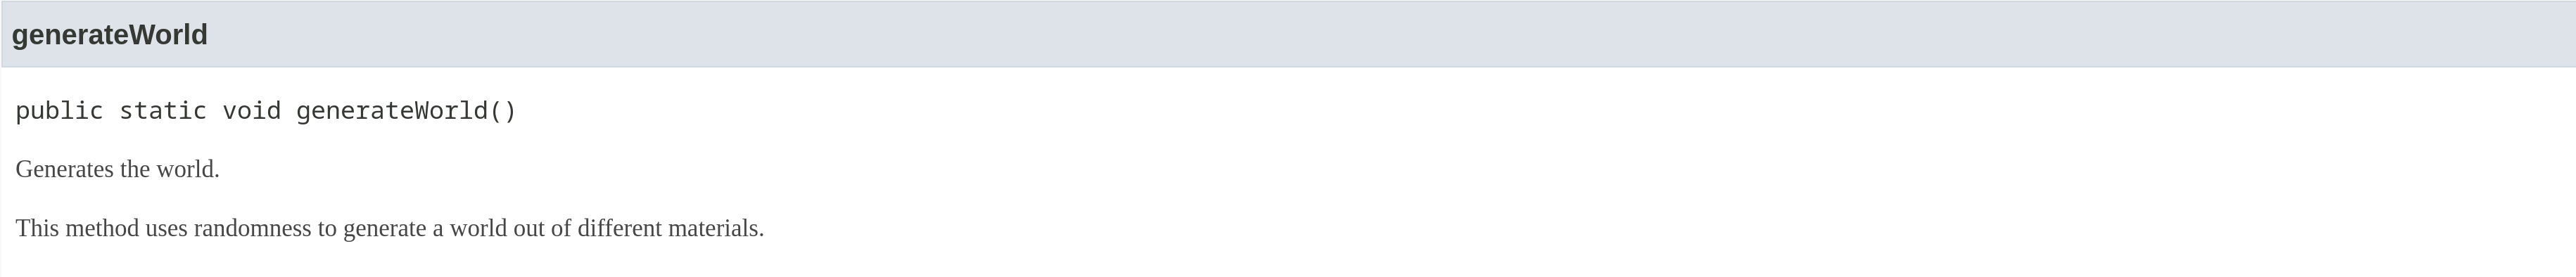 generateWorld
public static void generateWorld()
Generates the world.
This method uses randomness to generate a world out of different materials.